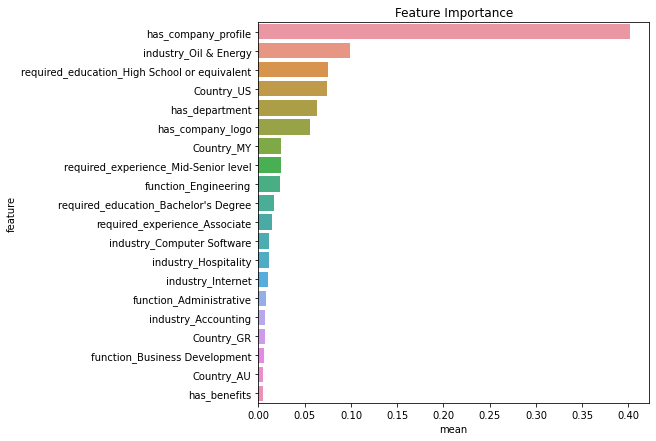 Feature Importance
has_company_profile
industry_Oil & Energy
required_education_High School or equivalent
Country_US
has_department
has_company_logo
Country_MY
required_experience_Mid-Senior level
function_Engineering
required_education_Bachelor's Degree
required_experience_Associate
industry_Computer Software
industry_Hospitality
industry_Internet
function_Administrative
industry_Accounting
Country_GR
function_Business Development
Country_AU
has_benefits
feature
0.00 0.05 0.10 0.15 0.20 0.25 0.30 0.35 0.40
mean